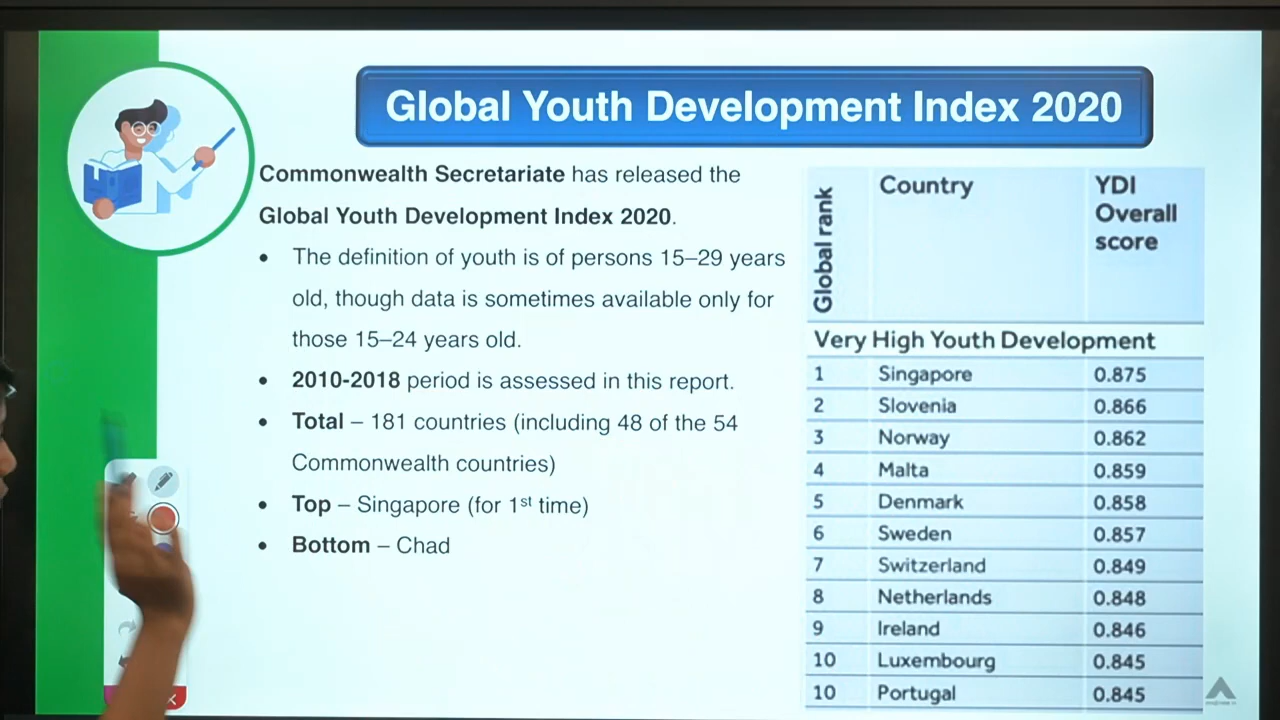 Global Youth Development Index 2020
Commonwealth Secretariate has released the
Global Youth Development Index 2020.
• The definition of youth is of persons 15–29 years
old, though data is sometimes available only for
those 15–24 years old.
• 2010-2018 period is assessed in this report.
• Total – 181 countries (including 48 of the 54
Commonwealth countries)
• Top – Singapore (for 1st time)
• Bottom – Chad
Global rank
Country
YDI
Overall
score
Very High Youth Development
1 Singapore 0.875
2 Slovenia 0.866
3 Norway 0.862
4 Malta 0.859
5 Denmark 0.858
6 Sweden 0.857
7 Switzerland 0.849
8 Netherlands 0.848
9 Ireland 0.846
10 Luxembourg 0.845
10 Portugal 0.845